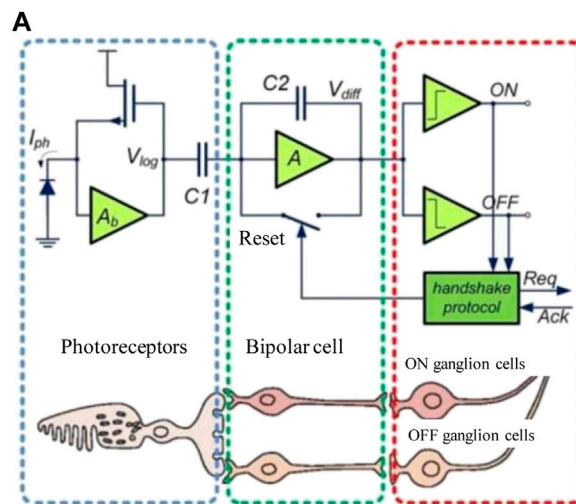 A
C2
V_diff
ON
I_ph
V_log
C1
A
A_b
OFF
Reset
handshake
protocol
Req
Ack
Photoreceptors
Bipolar cell
ON ganglion cells
OFF ganglion cells